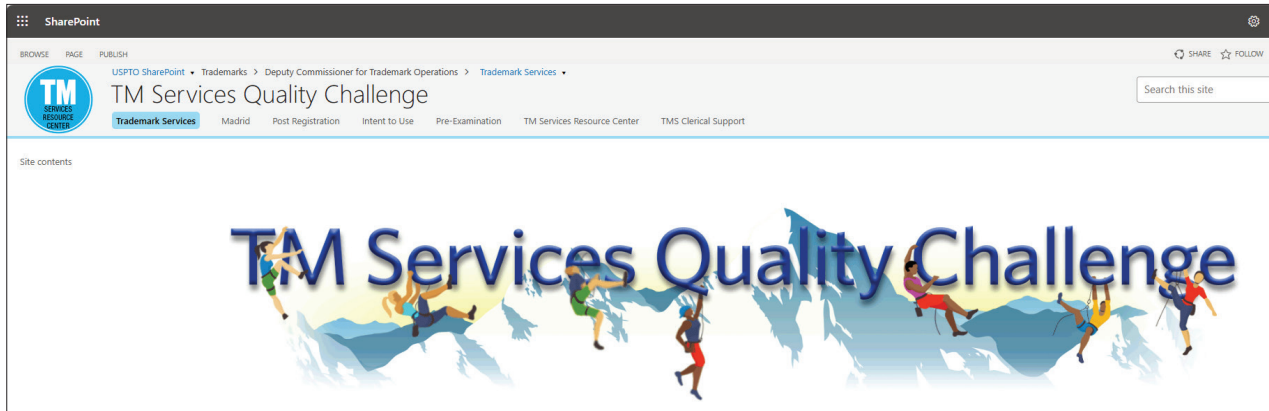 SharePoint
BROWSE PAGE PUBLISH
SHARE FOLLOW
USPTO SharePoint Trademarks > Deputy Commissioner for Trademark Operations > Trademark Services
TM
SERVICES
RESOURCE
CENTER
TM Services Quality Challenge
Search this site
Trademark Services Madrid Post Registration Intent to Use Pre-Examination TM Services Resource Center TMS Clerical Support
Site contents
TM Services Quality Challenge